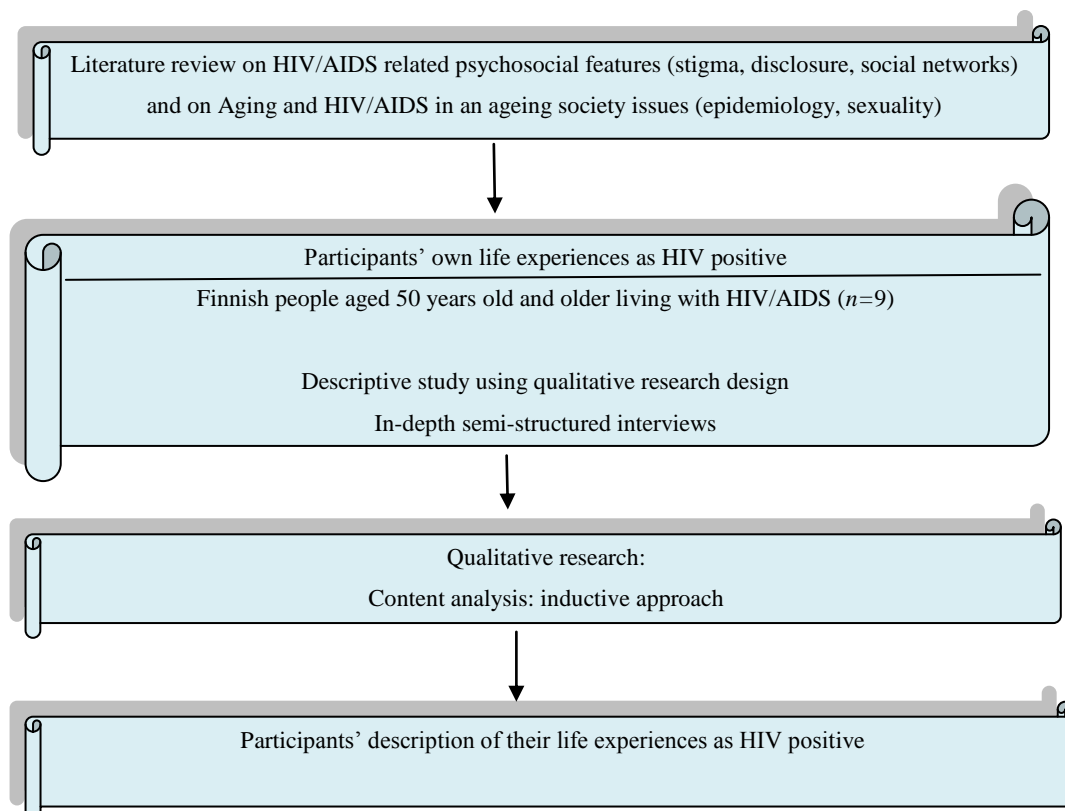 Literature review on HIV/AIDS related psychosocial features (stigma, disclosure, social networks)
and on Aging and HIV/AIDS in an ageing society issues (epidemiology, sexuality)
Participants’ own life experiences as HIV positive
Finnish people aged 50 years old and older living with HIV/AIDS (n=9)
Descriptive study using qualitative research design
In-depth semi-structured interviews
Qualitative research:
Content analysis: inductive approach
Participants’ description of their life experiences as HIV positive